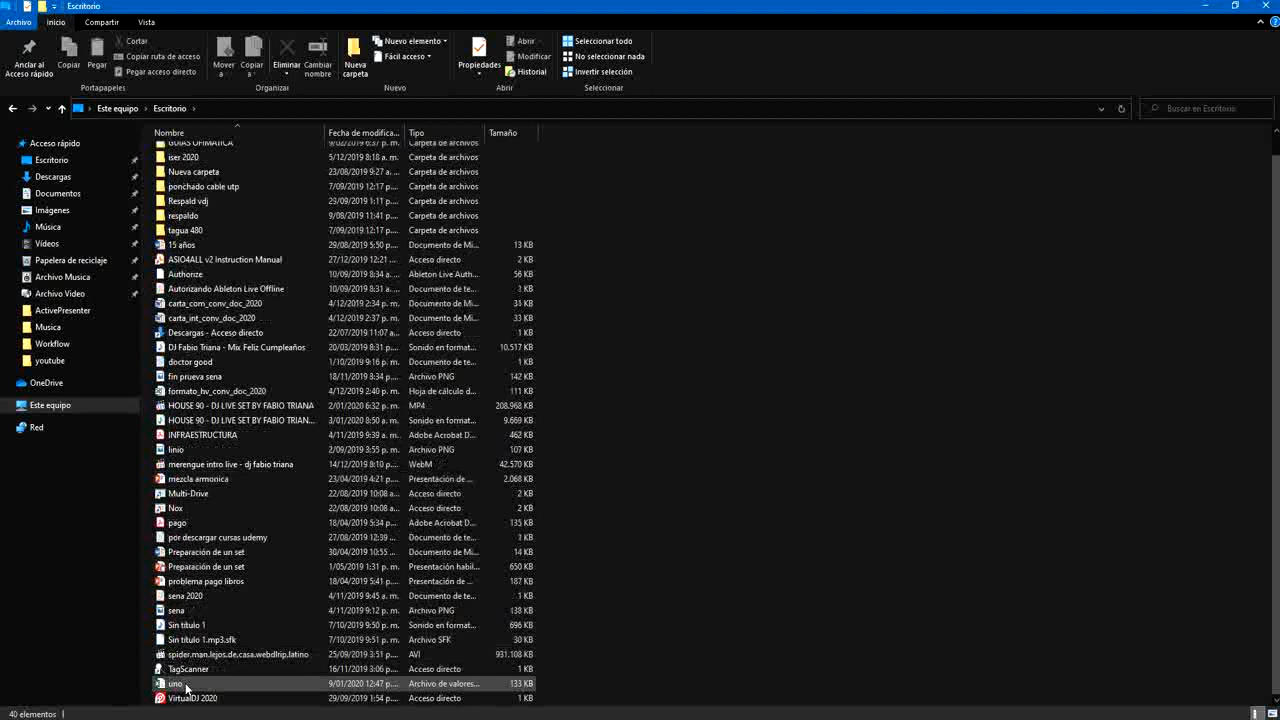 Escritorio
Archivo Inicio Compartir Vista
Anclar al Acceso rápido
Copiar
Pegar
Cortar
Copiar ruta de acceso
Pegar acceso directo
Portapapeles
Mover a
Copiar a
Eliminar
Cambiar nombre
Organizar
Nueva carpeta
Nuevo elemento
Fácil acceso
Nuevo
Propiedades
Abrir
Modificar
Historial
Abrir
Seleccionar todo
No seleccionar nada
Invertir selección
Seleccionar
Este equipo Escritorio
Buscar en Escritorio
Acceso rápido
Escritorio
Descargas
Documentos
Imágenes
Música
Vídeos
Papelera de reciclaje
Archivo Musica
Archivo Video
ActivePresenter
Musica
Workflow
youtube
OneDrive
Este equipo
Red
Nombre Fecha de modifica... Tipo Tamaño
GUIAS OFIMATICA 9/02/2019 6:37 p. m. Carpeta de archivos
iser 2020 5/12/2019 8:18 a. m. Carpeta de archivos
Nueva carpeta 23/08/2019 9:27 a.... Carpeta de archivos
ponchado cable utp 7/09/2019 12:17 p.... Carpeta de archivos
Respald vdj 29/09/2019 1:11 p.... Carpeta de archivos
respaldo 9/08/2019 11:41 p.... Carpeta de archivos
tagua 480 7/09/2019 12:17 p.... Carpeta de archivos
15 años 29/08/2019 5:50 p.... Documento de Mi... 13 KB
ASIO4ALL v2 Instruction Manual 27/12/2019 12:21 ... Acceso directo 2 KB
Authorize 10/09/2019 8:34 a.... Ableton Live Auth... 56 KB
Autorizando Ableton Live Offline 10/09/2019 8:31 a.... Documento de te... 1 KB
carta_com_conv_doc_2020 4/12/2019 2:34 p. m. Documento de Mi... 31 KB
carta_int_conv_doc_2020 4/12/2019 2:37 p. m. Documento de Mi... 33 KB
Descargas - Acceso directo 22/07/2019 11:07 a... Acceso directo 1 KB
DJ Fabio Triana - Mix Feliz Cumpleaños 20/03/2019 8:31 p.... Sonido en format... 10.517 KB
doctor good 1/10/2019 9:16 p. m. Documento de te... 1 KB
fin prueva sena 18/11/2019 8:34 p.... Archivo PNG 142 KB
formato_hv_conv_doc_2020 4/12/2019 2:40 p. m. Hoja de cálculo d... 111 KB
HOUSE 90 - DJ LIVE SET BY FABIO TRIANA 2/01/2020 6:32 p. m. MP4 208.968 KB
HOUSE 90 - DJ LIVE SET BY FABIO TRIAN... 3/01/2020 8:50 a. m. Sonido en format... 9.669 KB
INFRAESTRUCTURA 4/11/2019 9:39 a. m. Adobe Acrobat D... 462 KB
linio 2/09/2019 3:55 p. m. Archivo PNG 107 KB
merengue intro live - dj fabio triana 14/12/2019 8:10 p.... WebM 42.570 KB
mezcla armonica 23/04/2019 4:21 p.... Presentación de ... 2.068 KB
Multi-Drive 22/08/2019 10:08 a... Acceso directo 2 KB
Nox 22/08/2019 10:08 a... Acceso directo 2 KB
pago 18/04/2019 5:34 p... Adobe Acrobat D... 135 KB
por descargar cursas udemy 27/08/2019 12:39 ... Documento de te... 1 KB
Preparación de un set 30/04/2019 10:55 ... Documento de Mi... 14 KB
Preparación de un set 1/05/2019 1:31 p. m. Presentación habil... 650 KB
problema pago libros 18/04/2019 5:41 p.... Presentación de ... 187 KB
sena 2020 4/11/2019 9:45 a. m. Documento de te... 1 KB
sena 4/11/2019 9:12 p. m. Archivo PNG 138 KB
Sin título 1 7/10/2019 9:50 p. m. Sonido en format... 696 KB
Sin título 1.mp3.sfk 7/10/2019 9:51 p. m. Archivo SFK 30 KB
spider.man.lejos.de.casa.webdlrip.latino 25/09/2019 3:51 p.... AVI 931.108 KB
TagScanner 16/11/2019 3:06 p.... Acceso directo 1 KB
uno 9/01/2020 12:47 p.... Archivo de valores... 133 KB
VirtualDJ 2020 29/09/2019 1:54 p.... Acceso directo 1 KB
40 elementos